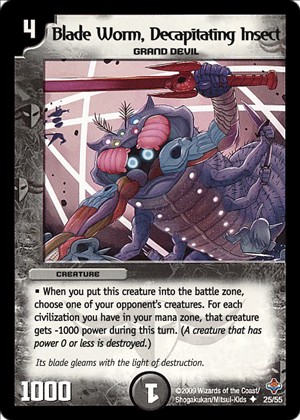 4
Blade Worm, Decapitating Insect
GRAND DEVIL
CREATURE
▪ When you put this creature into the battle zone,
choose one of your opponent's creatures. For each
civilization you have in your mana zone, that creature
gets -1000 power during this turn. (A creature that has
power 0 or less is destroyed.)
Its blade gleams with the light of destruction.
1000
1
©2009 Wizards of the Coast/
Shogakukan/Mitsui-Kids
25/55